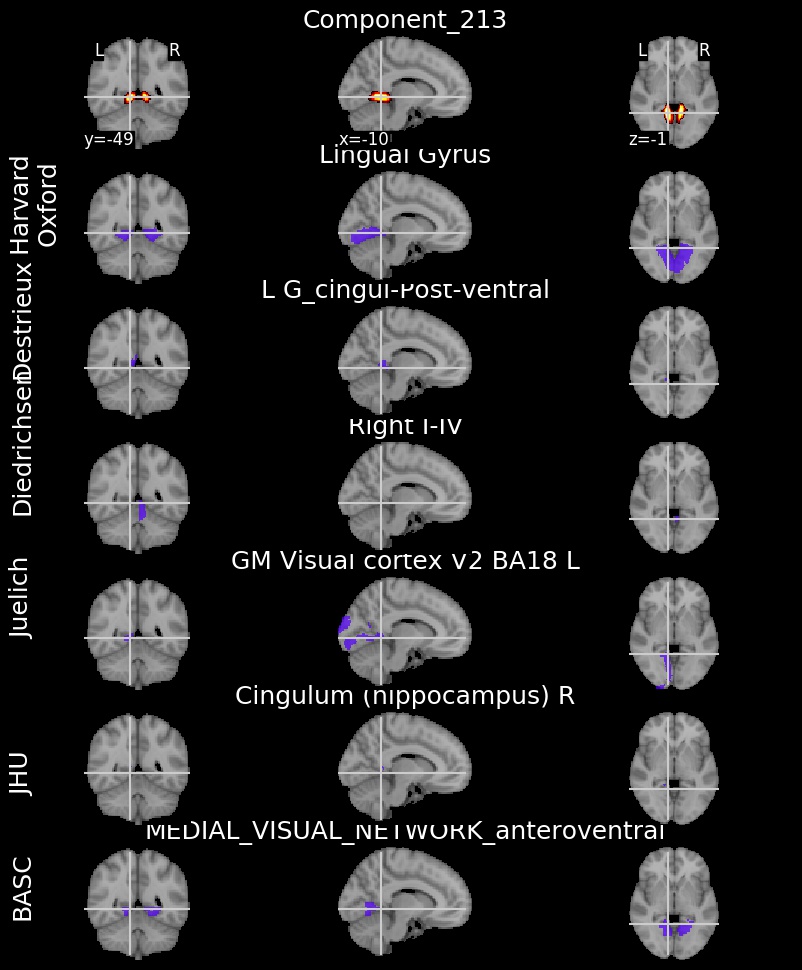 Component_213
L R
L R
y=-49
x=-10
z=-1
Harvard
Oxford
Lingual Gyrus
Destrieux
L G_cingul-Post-ventral
Diedrichsen
Right I-IV
Juelich
GM Visual cortex V2 BA18 L
JHU
Cingulum (hippocampus) R
BASC
MEDIAL_VISUAL_NETWORK_anteroventral